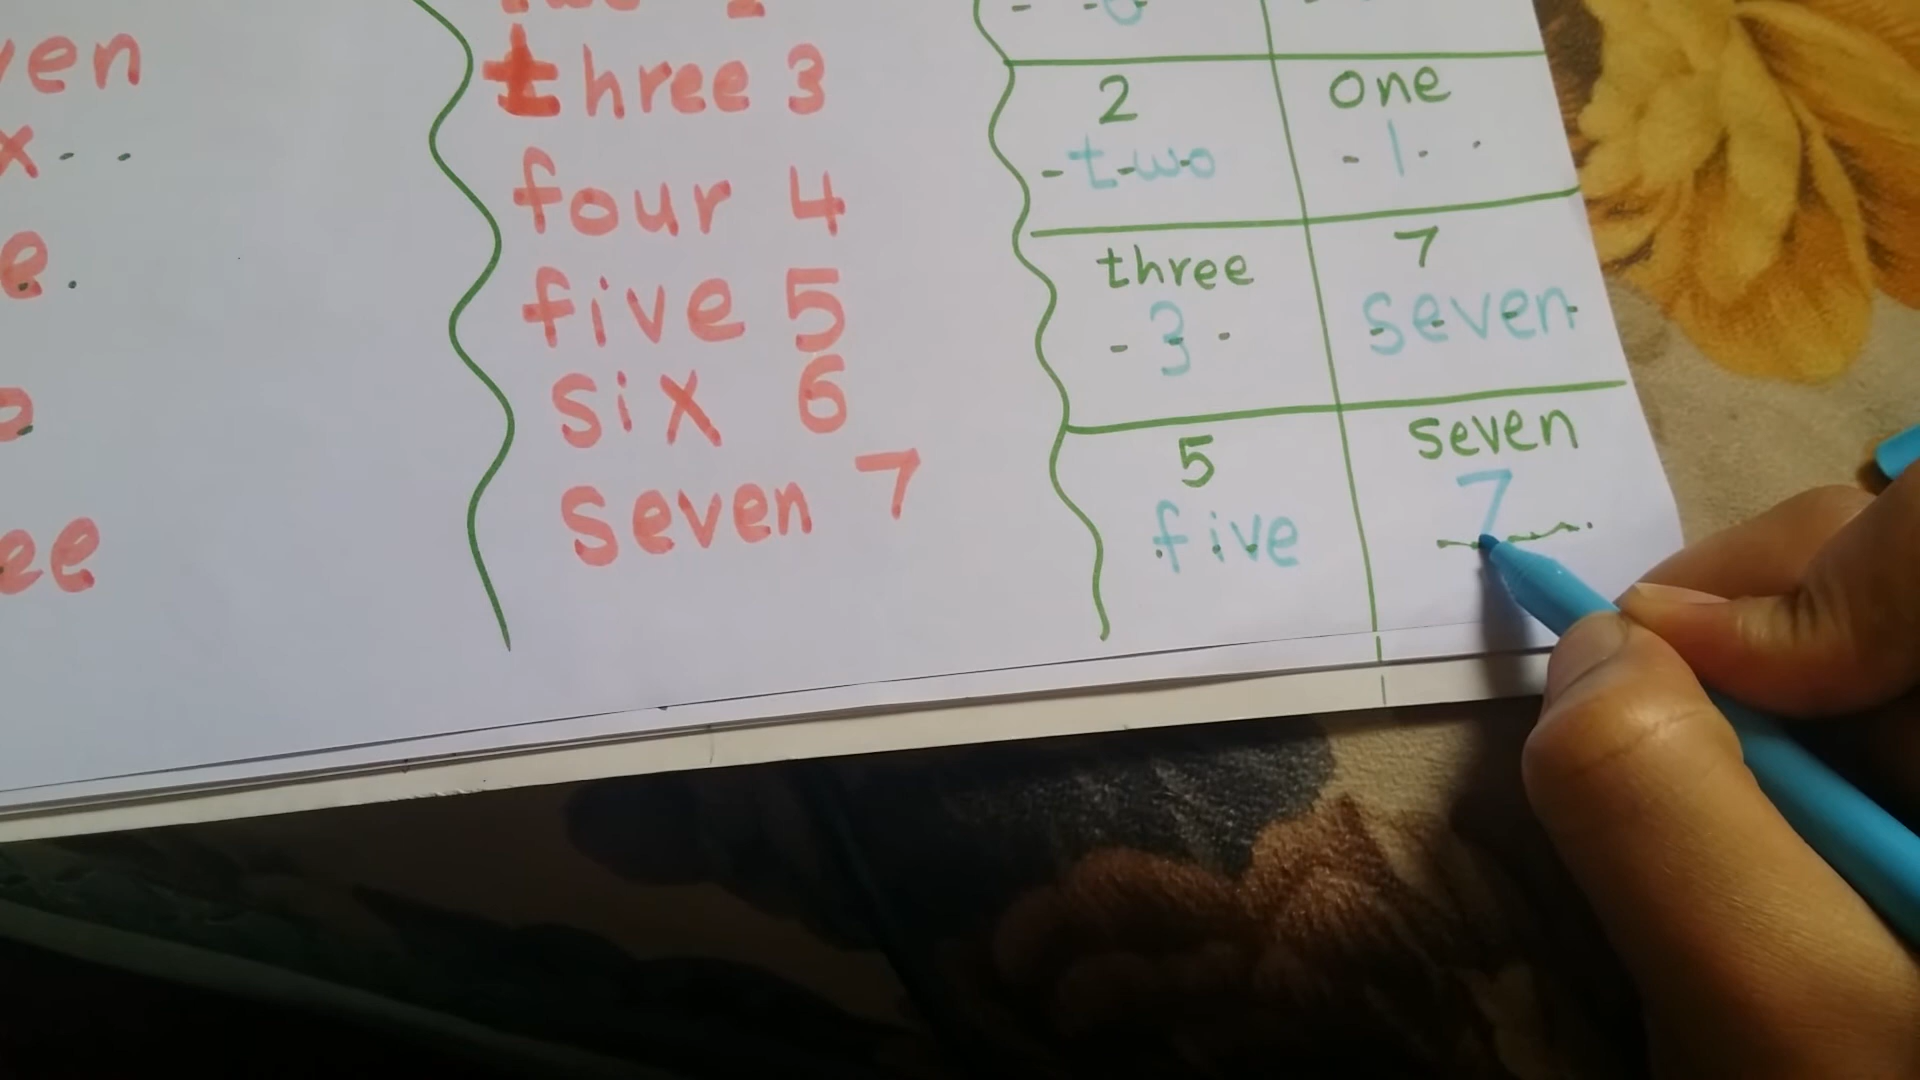 three 3
four 4
five 5
six 6
seven 7
2
two
one
1
three
3
7
seven
5
five
seven
7